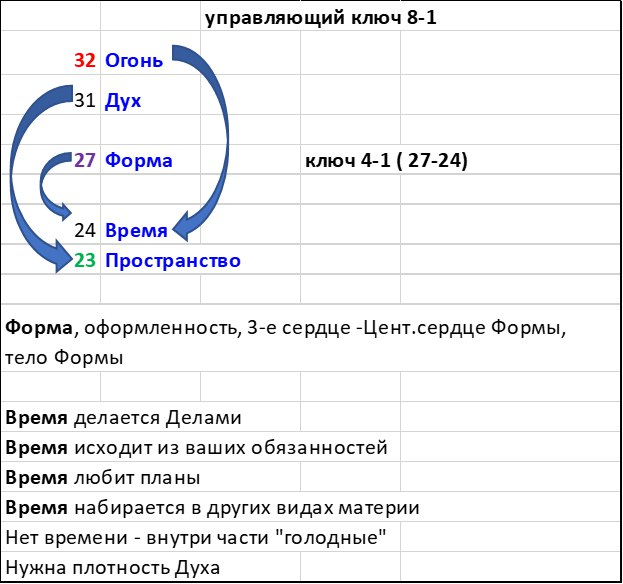 управляющий ключ 8-1
32 Огонь
31 Дух
27 Форма ключ 4-1 ( 27-24)
24 Время
23 Пространство
Форма, оформленность, 3-е сердце -Цент.сердце Формы,
тело Формы
Время делается Делами
Время исходит из ваших обязанностей
Время любит планы
Время набирается в других видах материи
Нет времени - внутри части "голодные"
Нужна плотность Духа